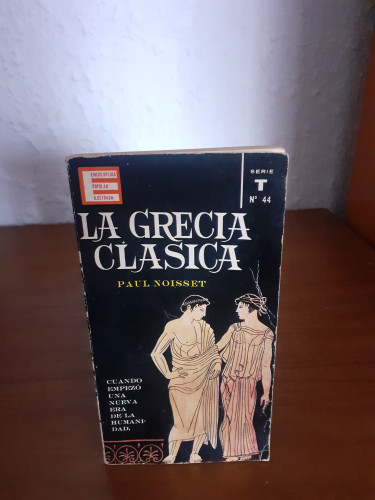 ENCICLOPEDIA
POPULAR
ILUSTRADA
SERIE
T
Nº 44
LA GRECIA
CLASICA
PAUL NOISSET
CUANDO
EMPEZÓ
UNA
NUEVA
ERA
DE LA
HUMANI-
DAD.